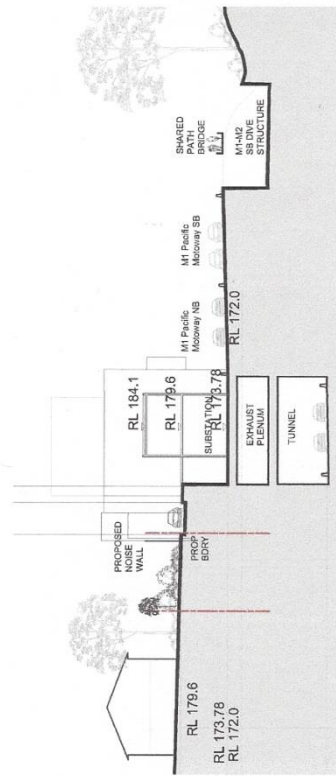 SHARED
PATH
BRIDGE
M1-M2
SB DIVE
STRUCTURE
M1 Pacific
Motoway SB
M1 Pacific
Motoway NB
RL 172.0
RL 184.1
RL 179.6
RL 173.78
SUBSTATION
EXHAUST
PLENUM
TUNNEL
PROPOSED
NOISE
WALL
PROP
BDRY
RL 179.6
RL 173.78
RL 172.0